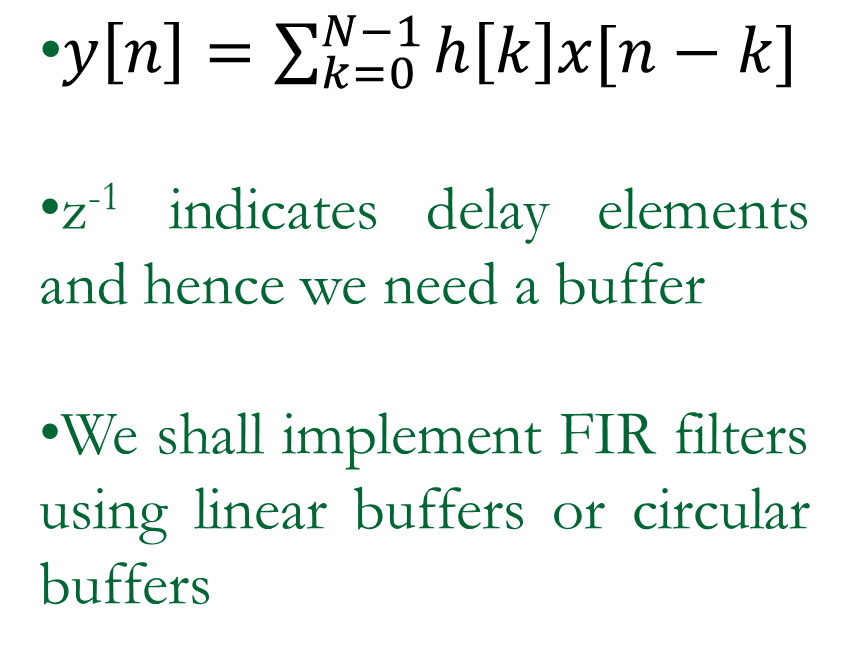 •y[n] = ∑_{k=0}^{N−1} h[k]x[n − k]
•z⁻¹ indicates delay elements
and hence we need a buffer
•We shall implement FIR filters
using linear buffers or circular
buffers